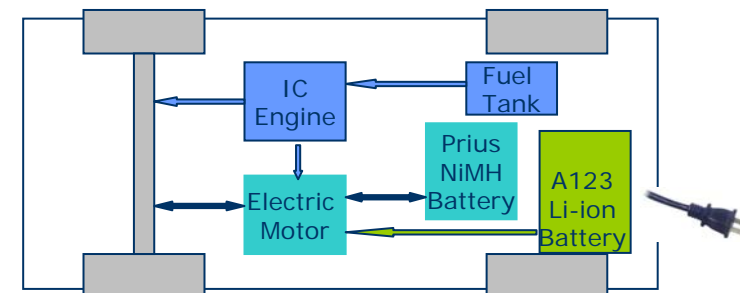 IC
Engine
Fuel
Tank
Prius
NiMH
Battery
Electric
Motor
A123
Li-ion
Battery